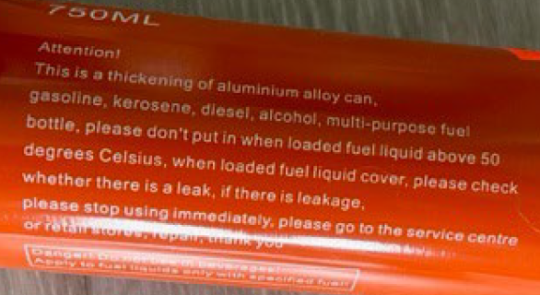 750ML
Attention!
This is a thickening of aluminium alloy can,
gasoline, kerosene, diesel, alcohol, multi-purpose fuel
bottle, please don't put in when loaded fuel liquid above 50
degrees Celsius, when loaded fuel liquid cover, please check
whether there is a leak, if there is leakage,
please stop using immediately, please go to the service centre
or retail stores, repair, thank you
Danger! Do not use in beverages!
Apply to fuel liquids only with specified fuel!